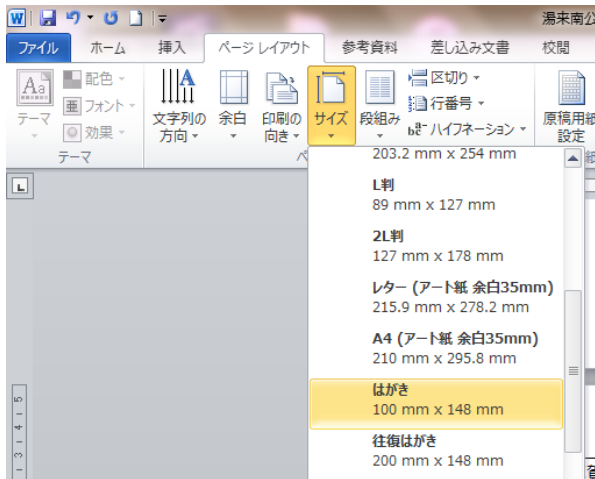 湯来南公
ファイル ホーム 挿入 ページ レイアウト 参考資料 差し込み文書 校閲
Aa 配色
フォント
効果
テーマ
文字列の方向
余白
印刷の向き
サイズ
段組み
区切り
行番号
ハイフネーション
原稿用紙
設定
テーマ
ペ
203.2 mm x 254 mm
L判
89 mm x 127 mm
2L判
127 mm x 178 mm
レター (アート紙 余白35mm)
215.9 mm x 278.2 mm
A4 (アート紙 余白35mm)
210 mm x 295.8 mm
はがき
100 mm x 148 mm
往復はがき
200 mm x 148 mm